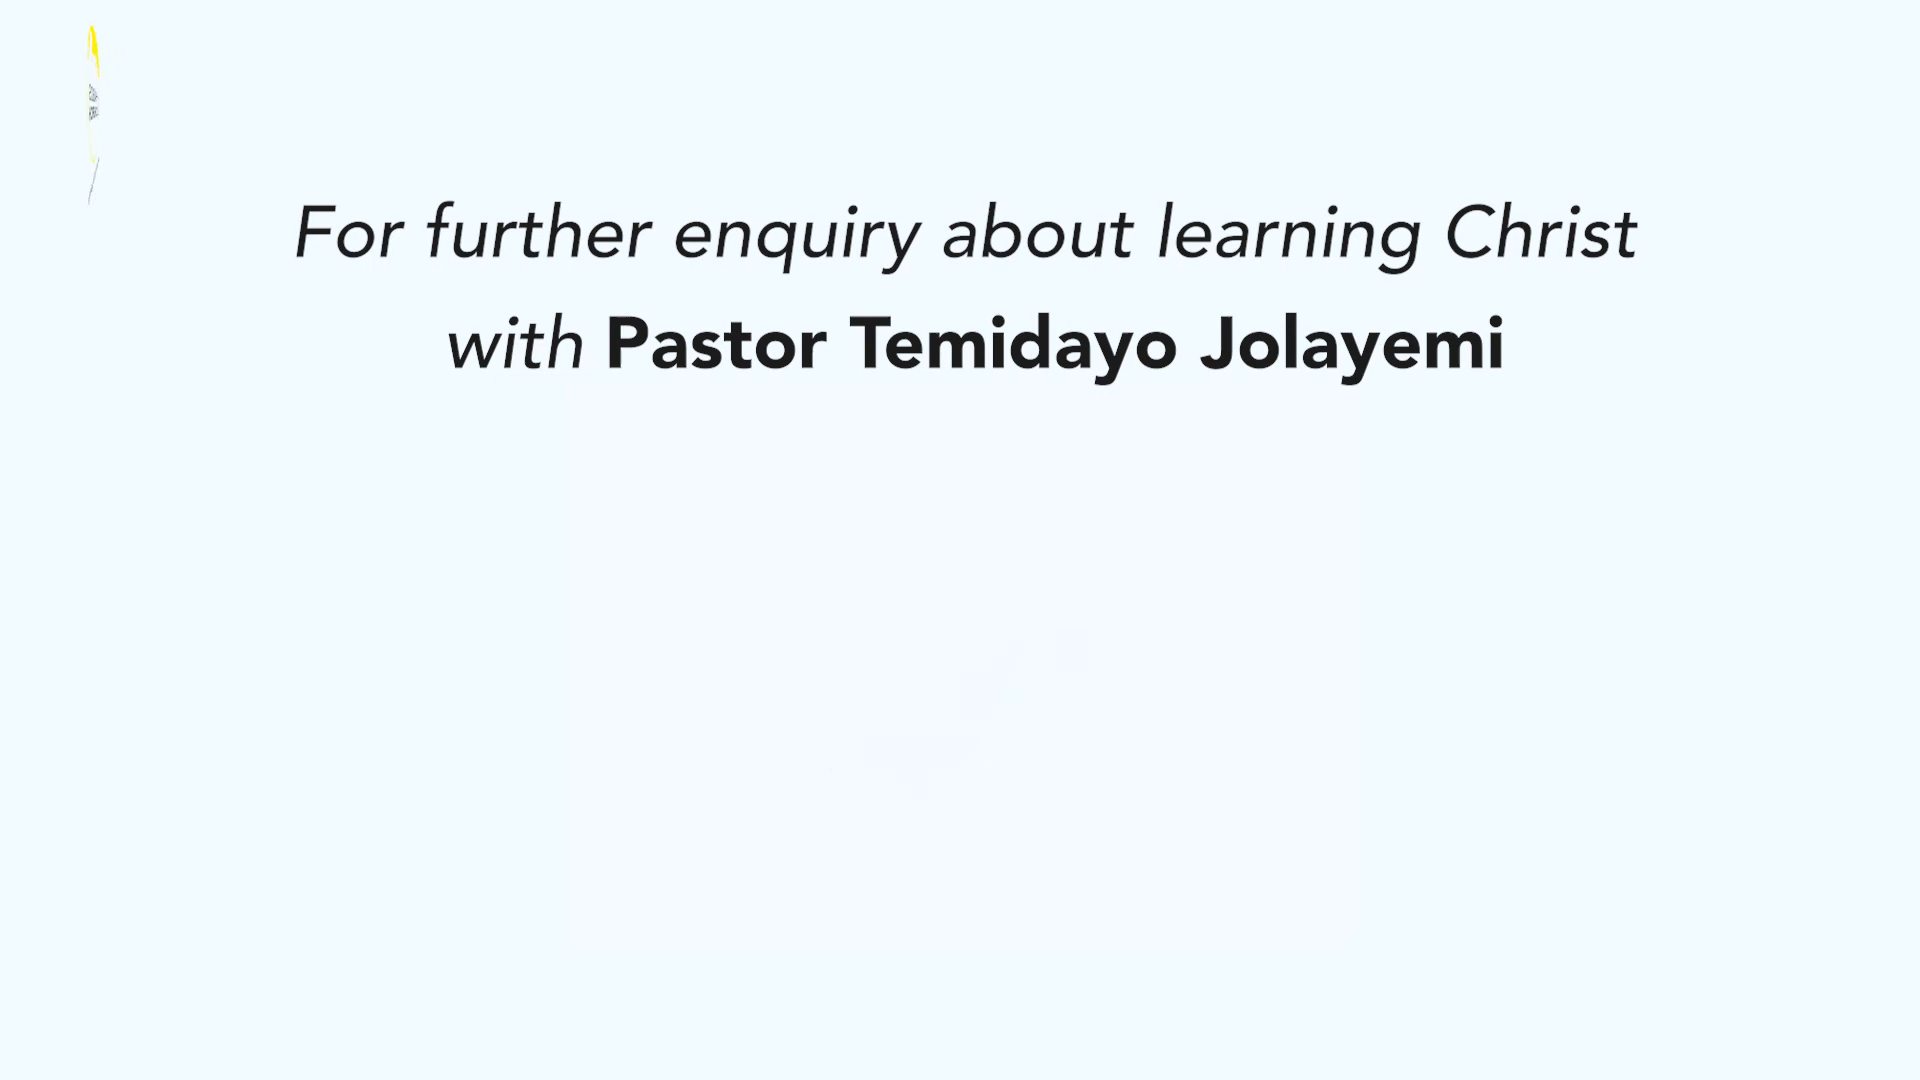 For further enquiry about learning Christ
with Pastor Temidayo Jolayemi